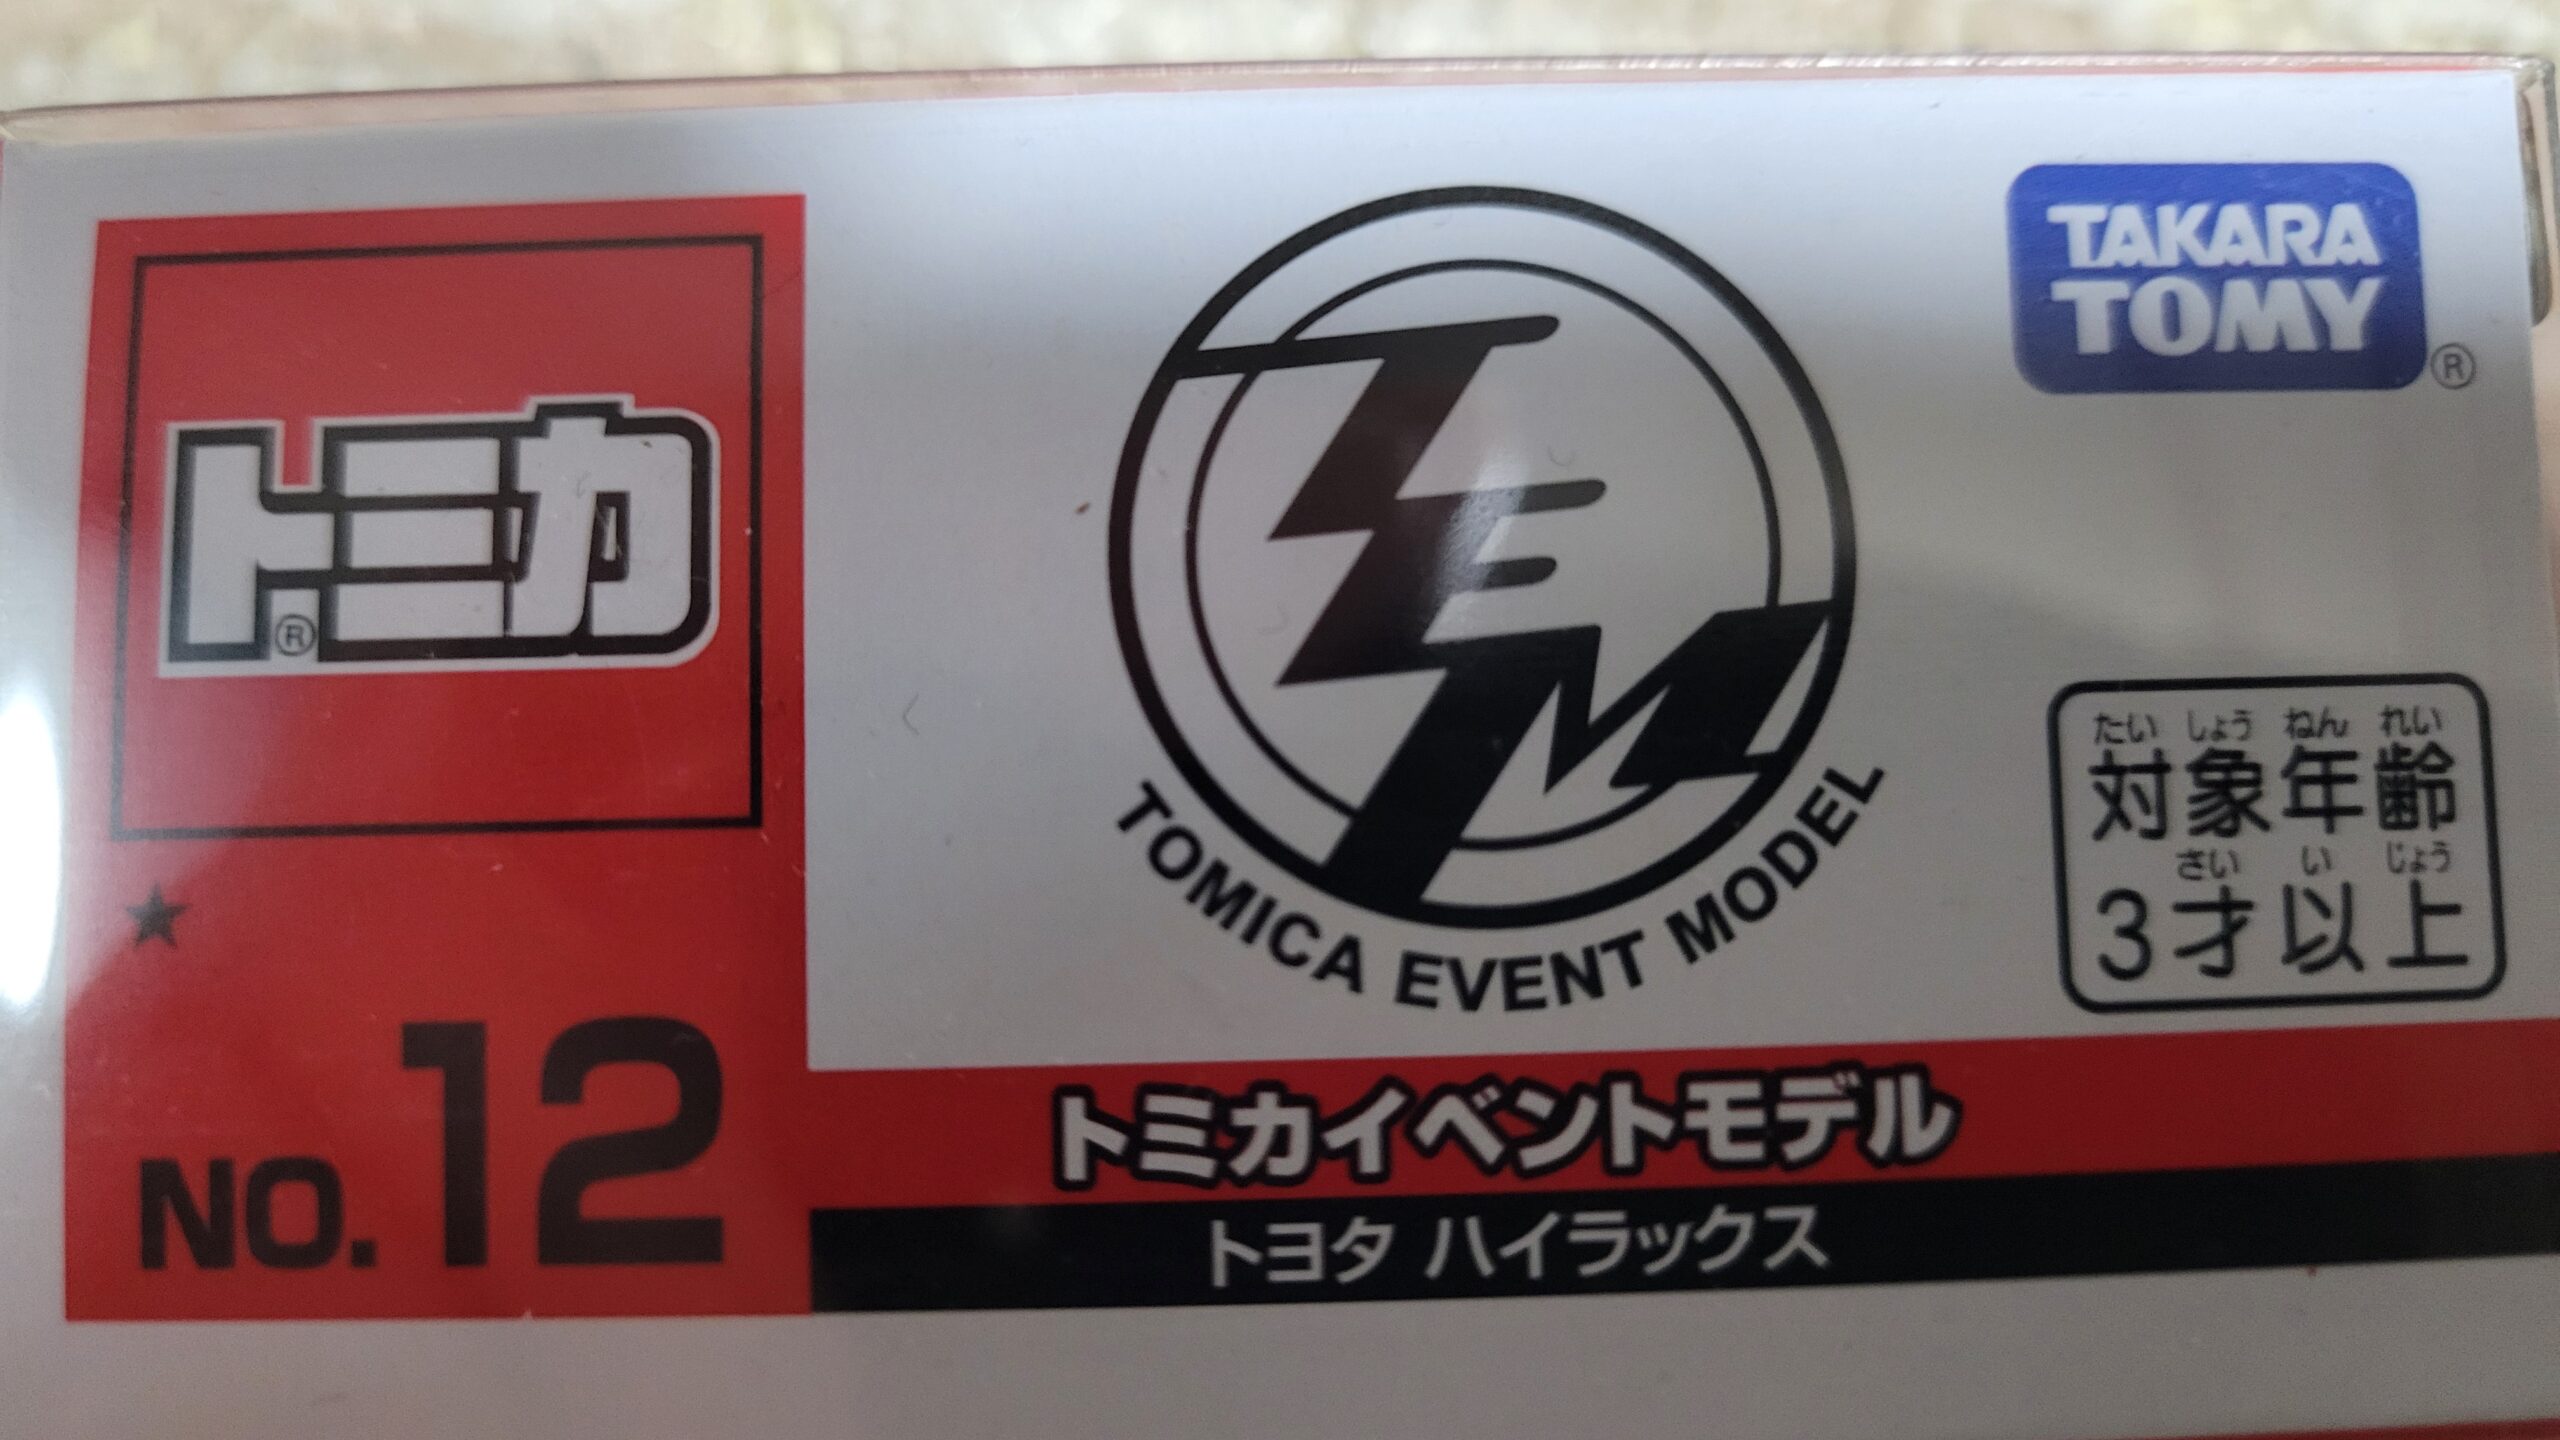 トミカ®
★
NO.12
TEM
TOMICA EVENT MODEL
TAKARA
TOMY®
たいしょうねんれい
対象年齢
さいいじょう
3才以上
トミカイベントモデル
トヨタ ハイラックス